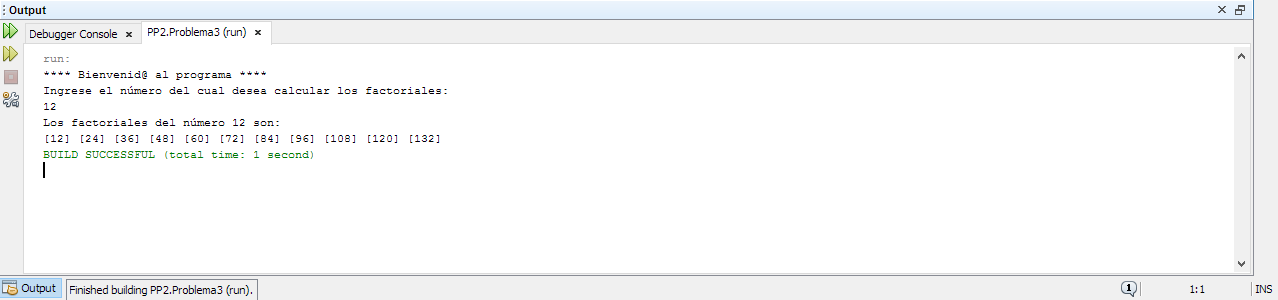 Output
Debugger Console PP2.Problema3 (run)
run:
**** Bienvenid@ al programa ****
Ingrese el número del cual desea calcular los factoriales:
12
Los factoriales del número 12 son:
[12] [24] [36] [48] [60] [72] [84] [96] [108] [120] [132]
BUILD SUCCESSFUL (total time: 1 second)
Output Finished building PP2.Problema3 (run). 1 1:1 INS